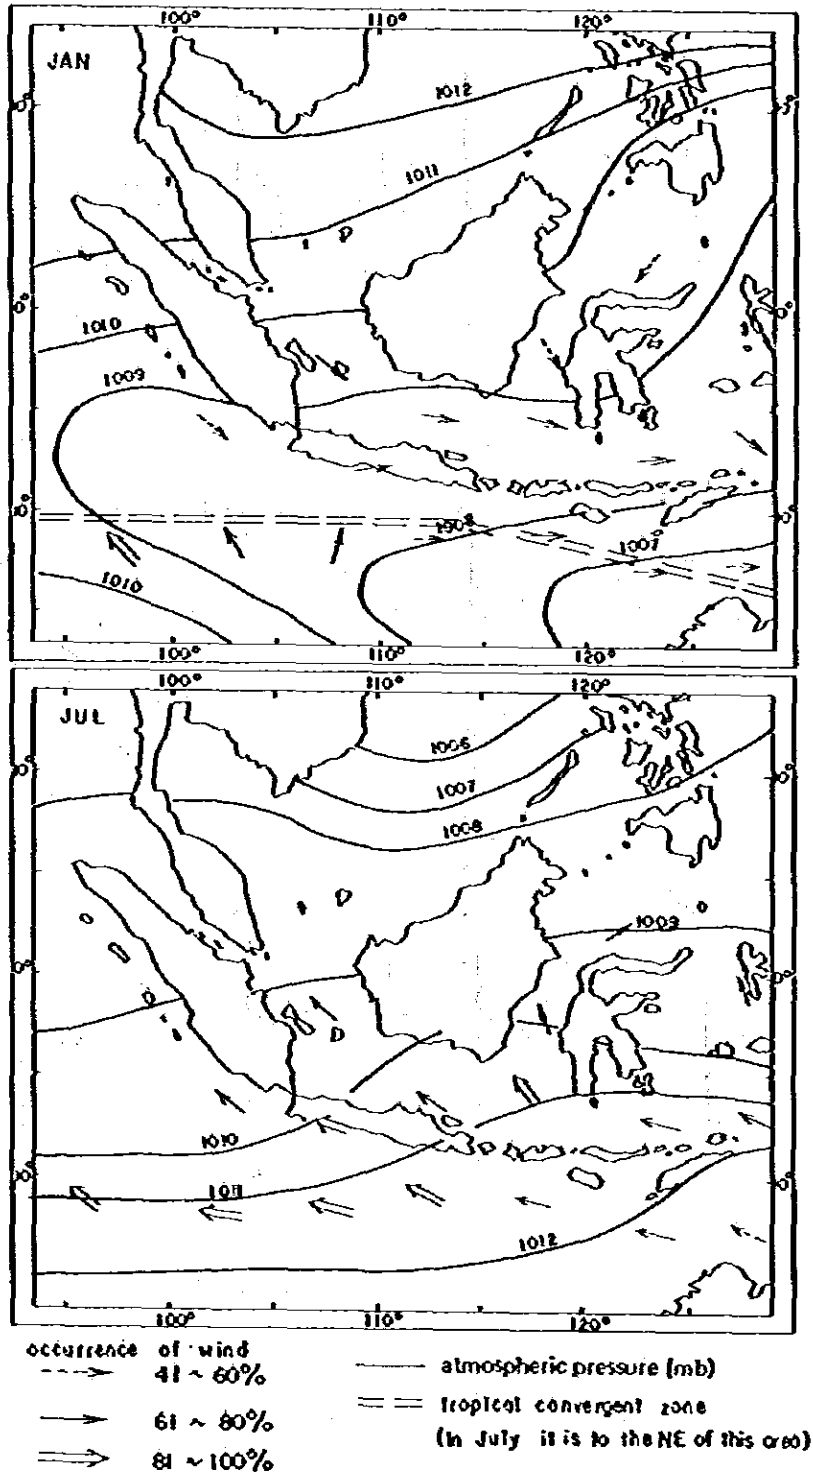 100° 110° 120°
JAN
1012
1011
1010
1009
1008
1007
1010
100° 110° 120°
100° 110° 120°
JUL
1006
1007
1008
1009
1010
1011
1012
100° 110° 120°
occurrence of wind
41 ~ 60%
61 ~ 80%
81 ~ 100%
atmospheric pressure (mb)
tropical convergent zone
(In July it is to the NE of this area)